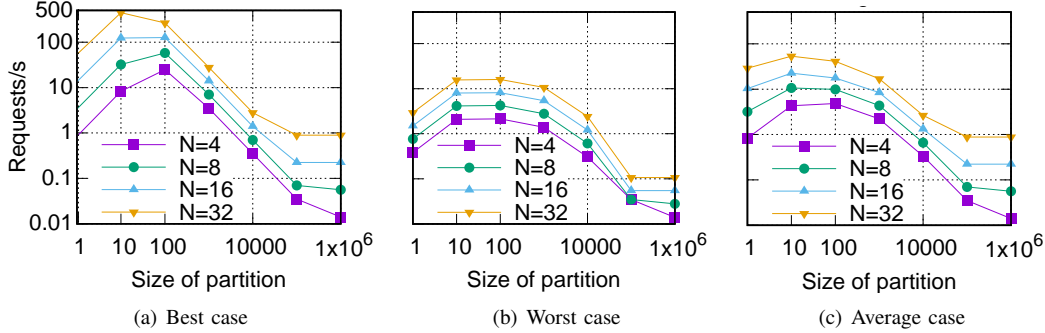 Requests/s
500
100
10
1
0.1
0.01
N=4
N=8
N=16
N=32
1 10 100 10000 1x10^6
Size of partition
(a) Best case
N=4
N=8
N=16
N=32
1 10 100 10000 1x10^6
Size of partition
(b) Worst case
N=4
N=8
N=16
N=32
1 10 100 10000 1x10^6
Size of partition
(c) Average case